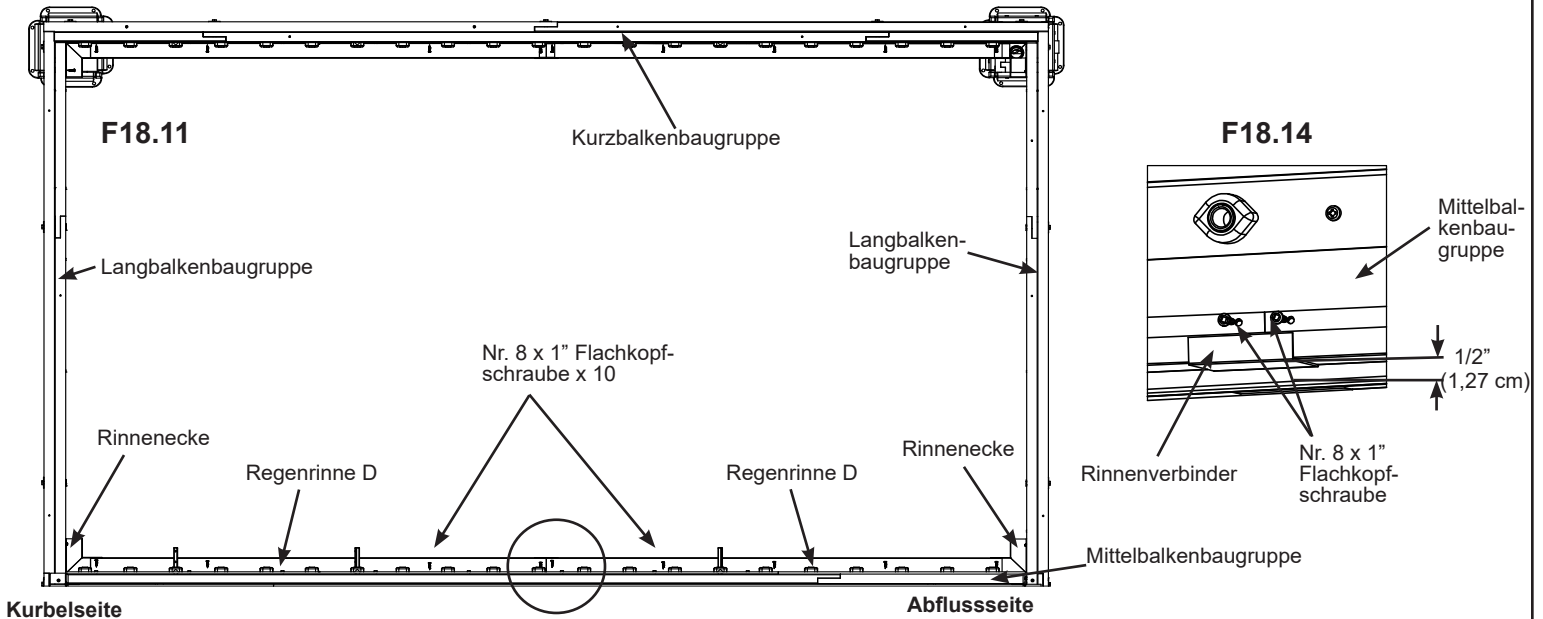 F18.11
Kurzbalkenbaugruppe
Langbalkenbaugruppe
Langbalken-
baugruppe
Nr. 8 x 1” Flachkopf-
schraube x 10
Rinnenecke
Regenrinne D
Regenrinne D
Rinnenecke
Mittelbalkenbaugruppe
Kurbelseite
Abflussseite
F18.14
Mittelbal-
kenbau-
gruppe
1/2”
(1,27 cm)
Rinnenverbinder
Nr. 8 x 1”
Flachkopf-
schraube